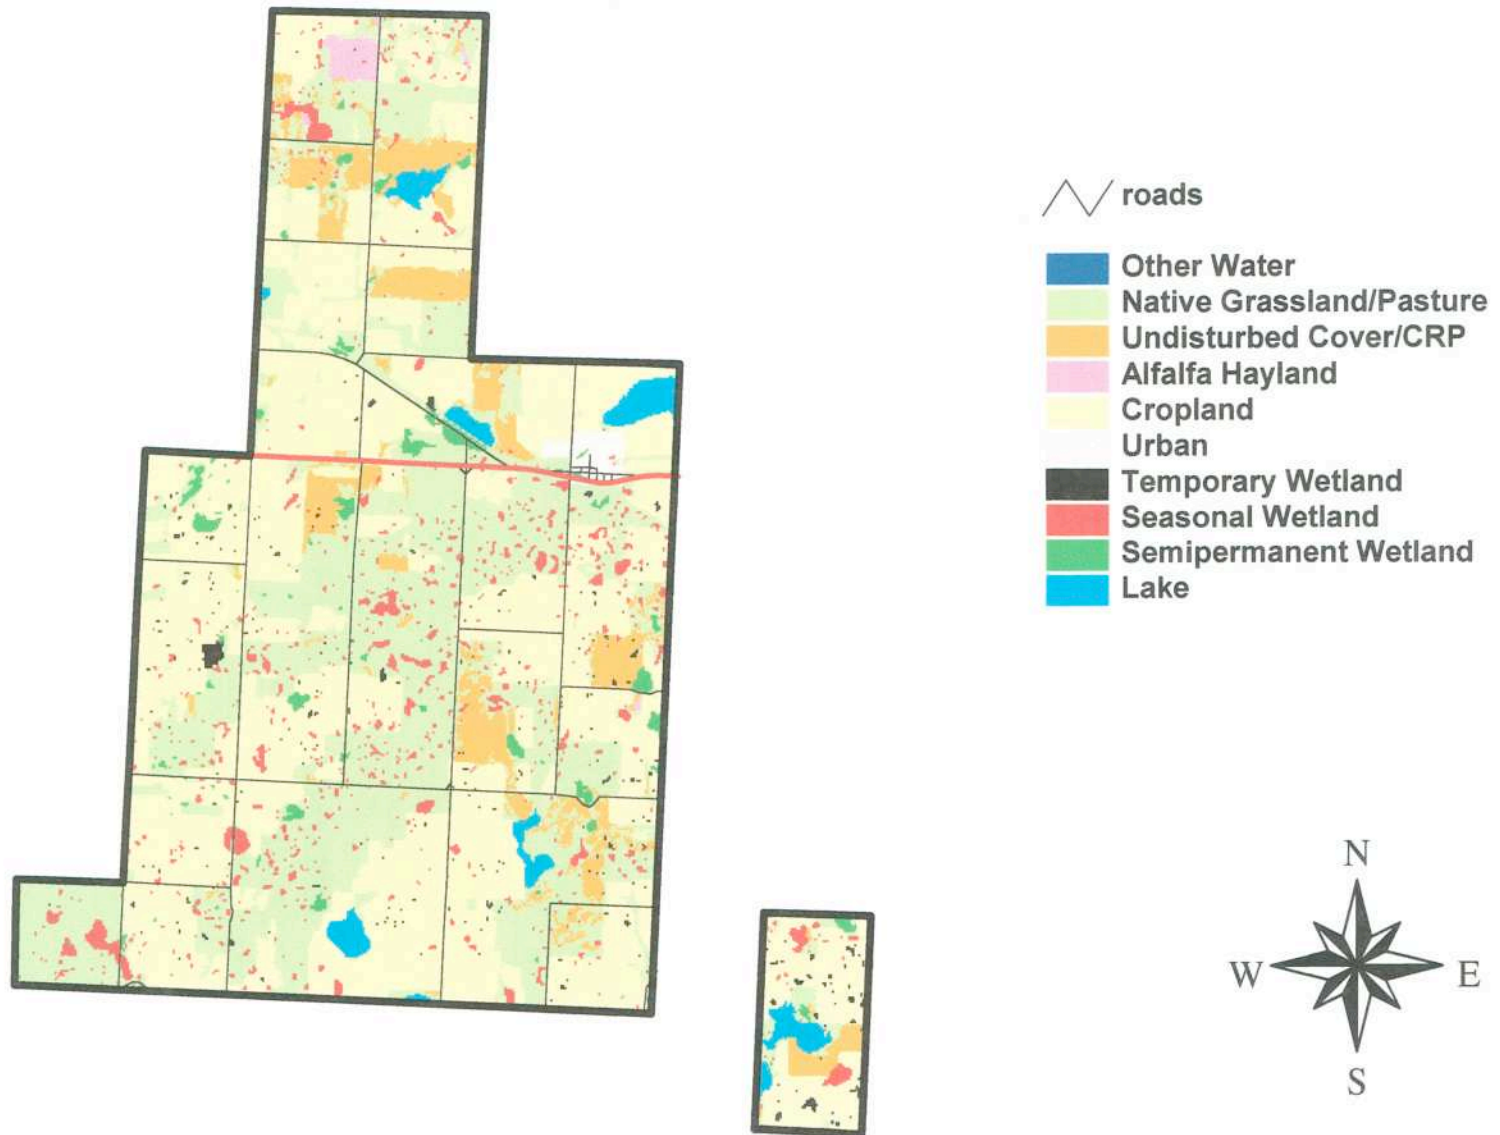 roads
Other Water
Native Grassland/Pasture
Undisturbed Cover/CRP
Alfalfa Hayland
Cropland
Urban
Temporary Wetland
Seasonal Wetland
Semipermanent Wetland
Lake
N
W E
S